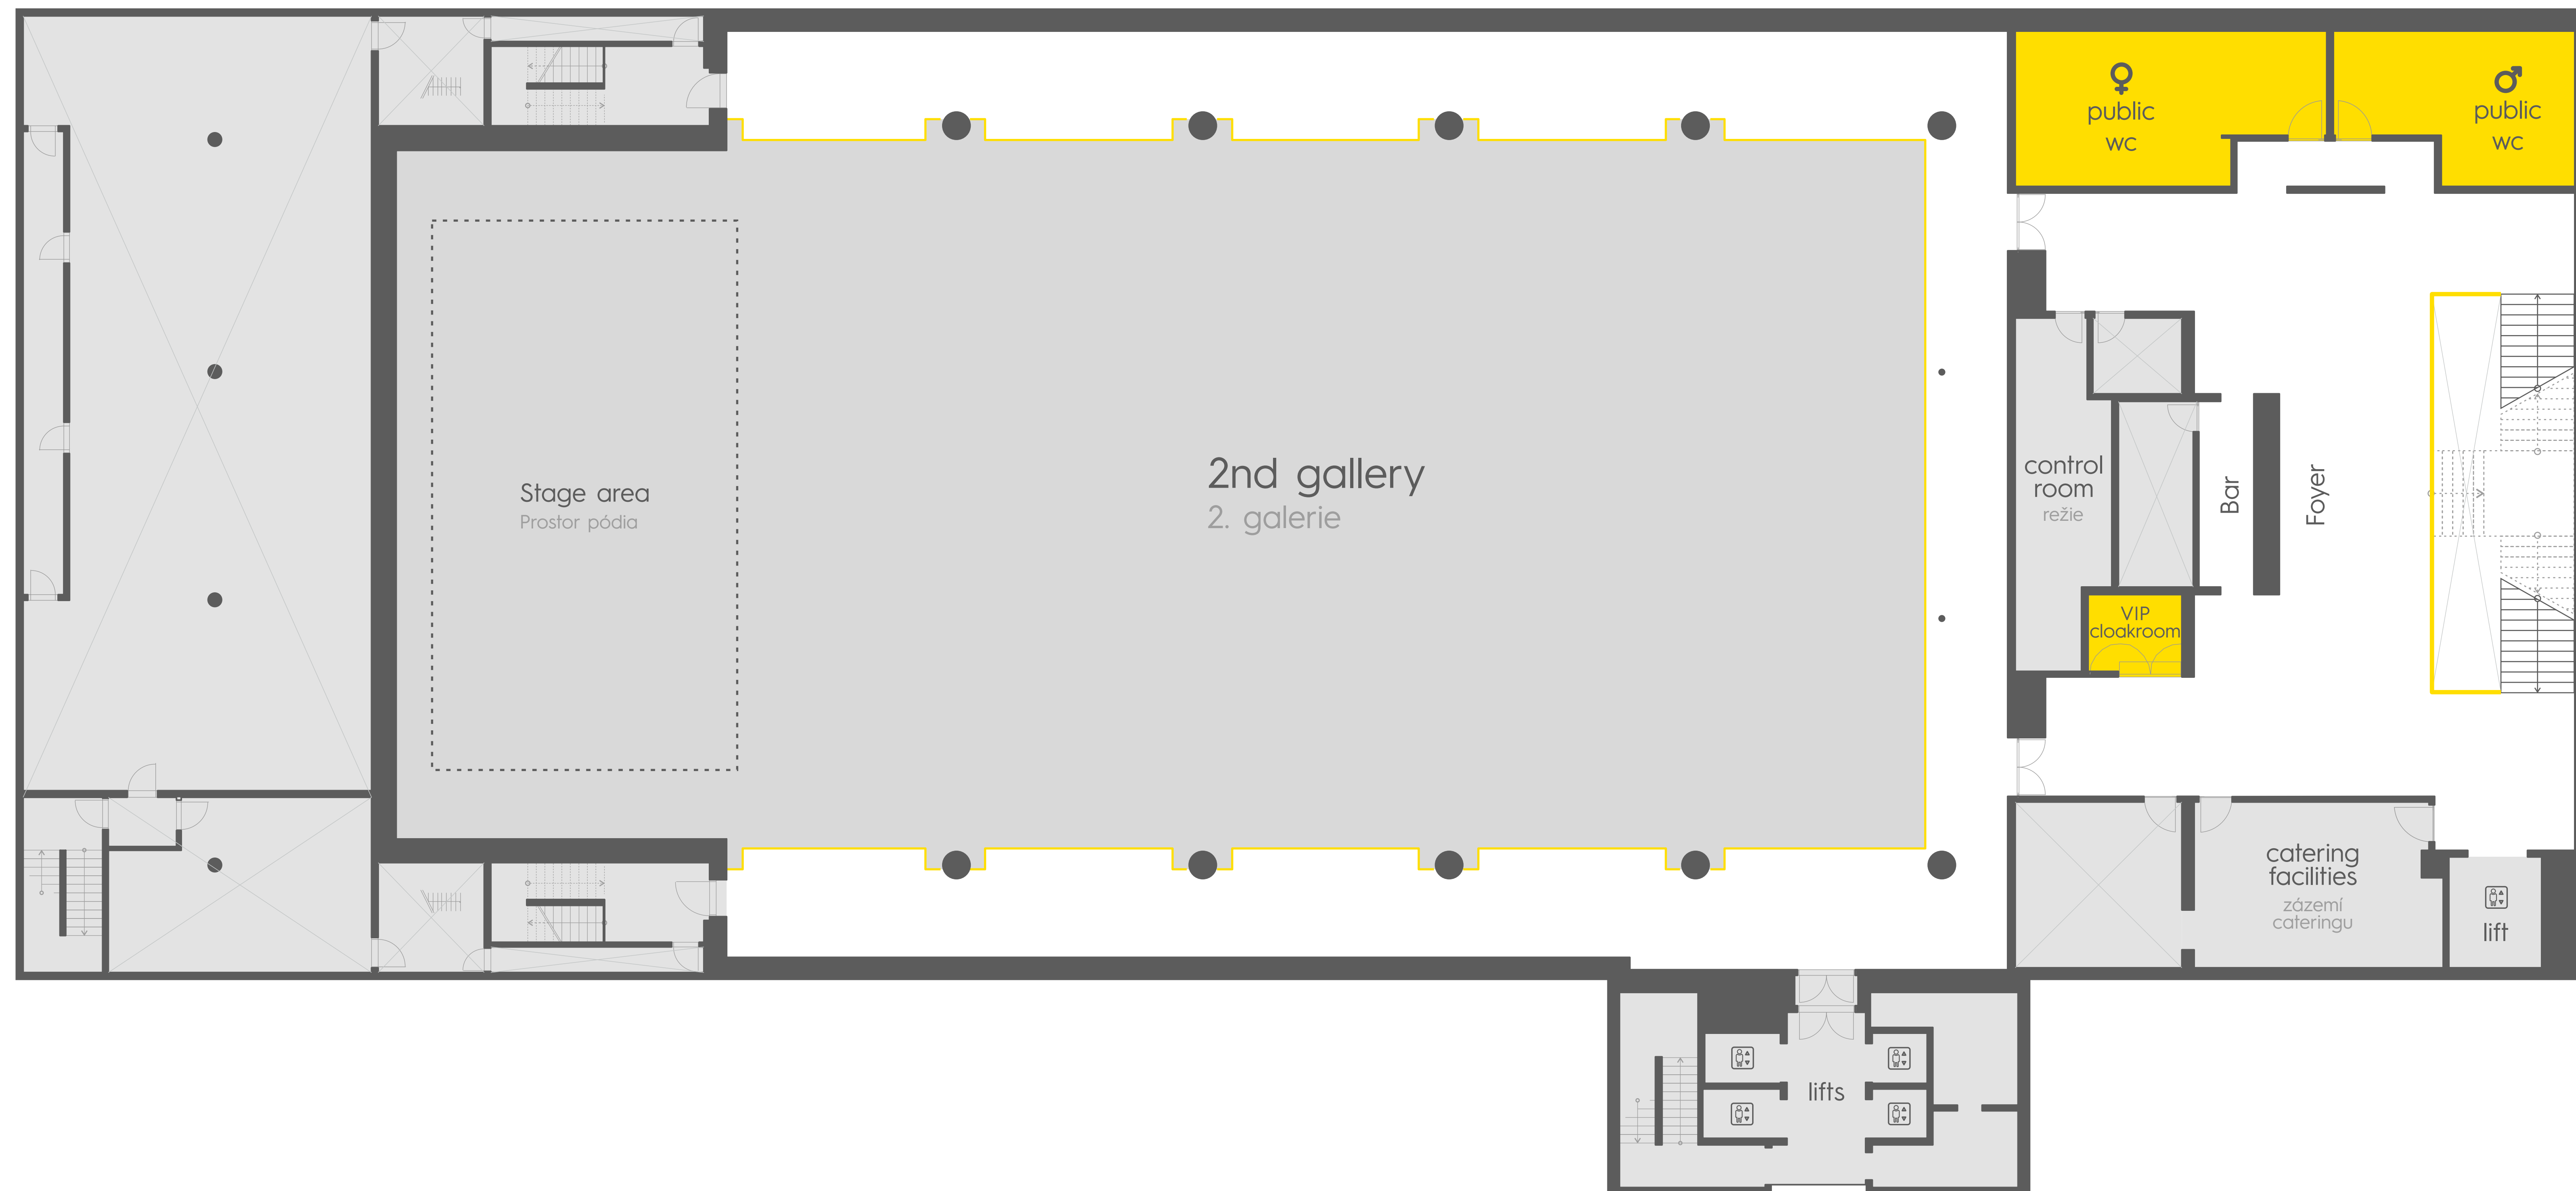 public
wc
public
wc
2nd gallery
2. galerie
Stage area
Prostor pódia
control
room
režie
Bar
Foyer
VIP
cloakroom
catering
facilities
zázemí
cateringu
lift
lifts